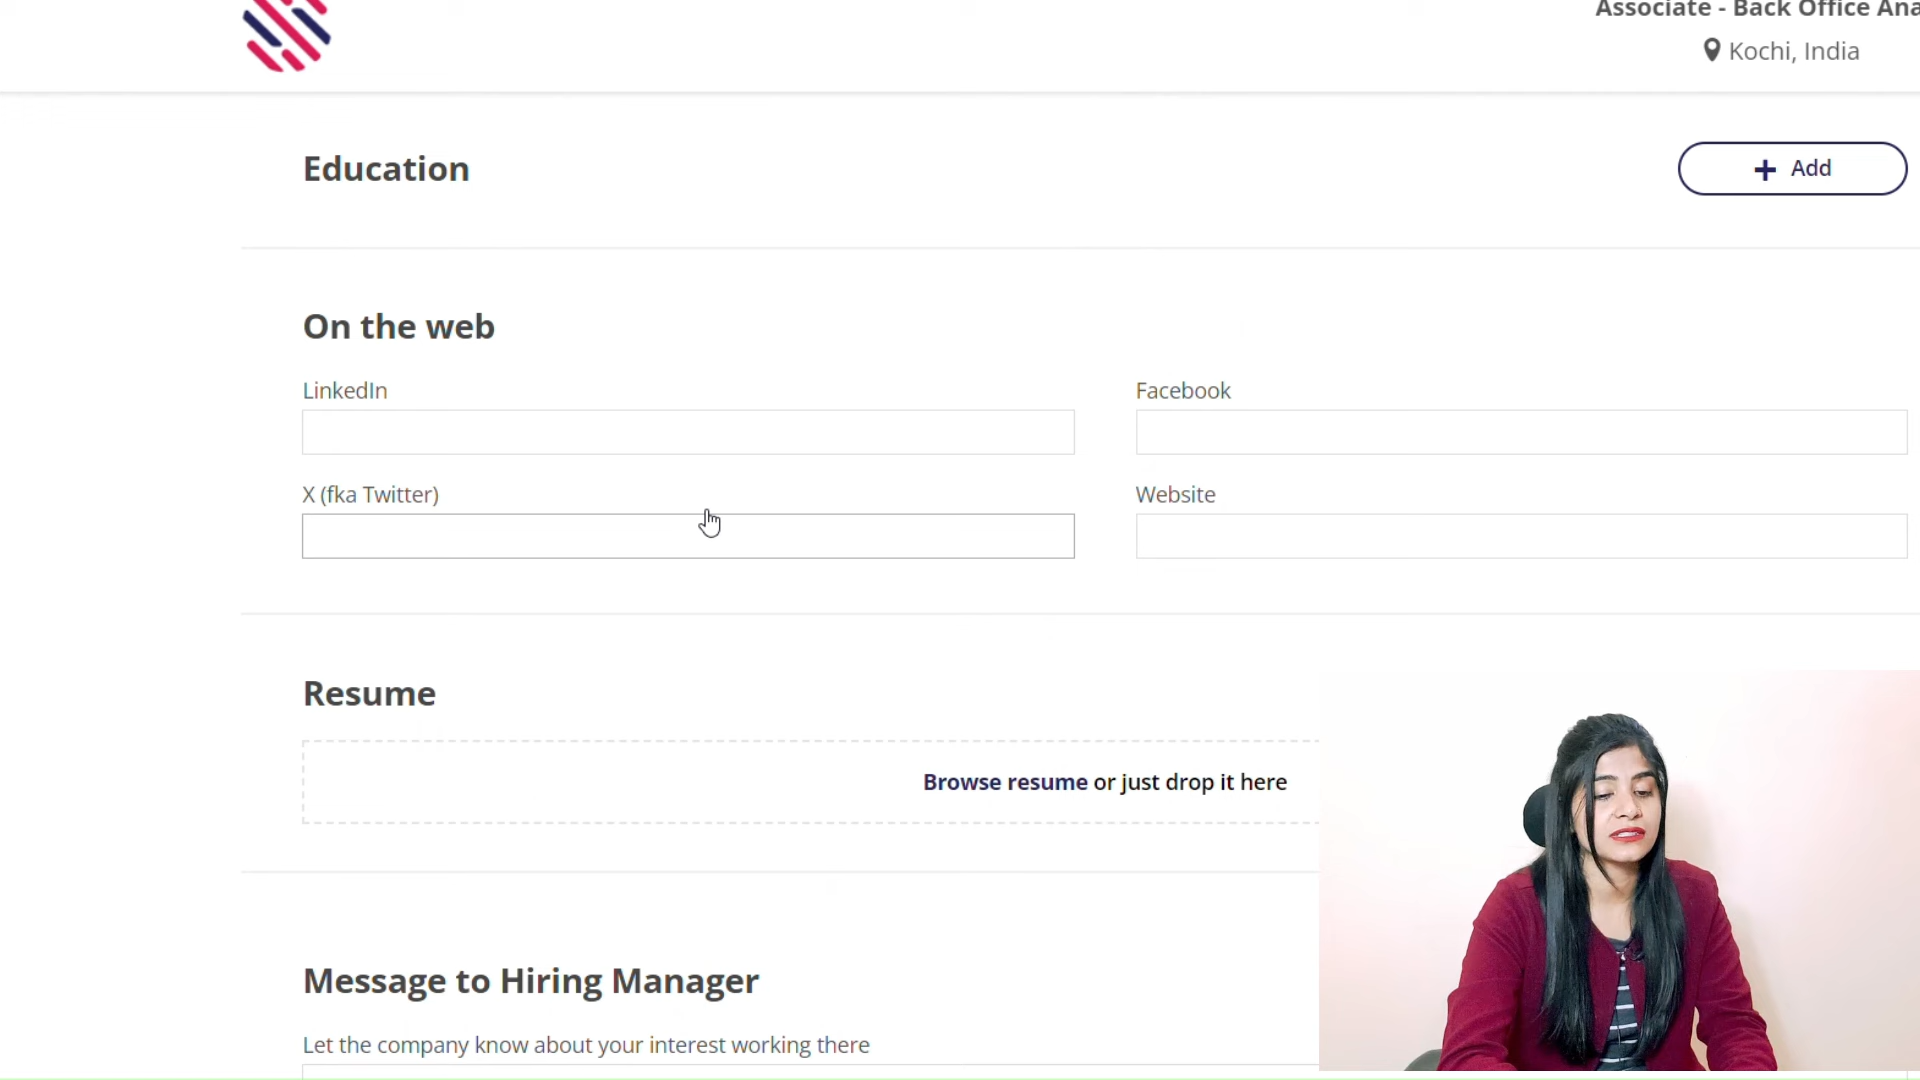 Associate - Back Office Ana
Kochi, India
Education
+ Add
On the web
LinkedIn
Facebook
X (fka Twitter)
Website
Resume
Browse resume or just drop it here
Message to Hiring Manager
Let the company know about your interest working there